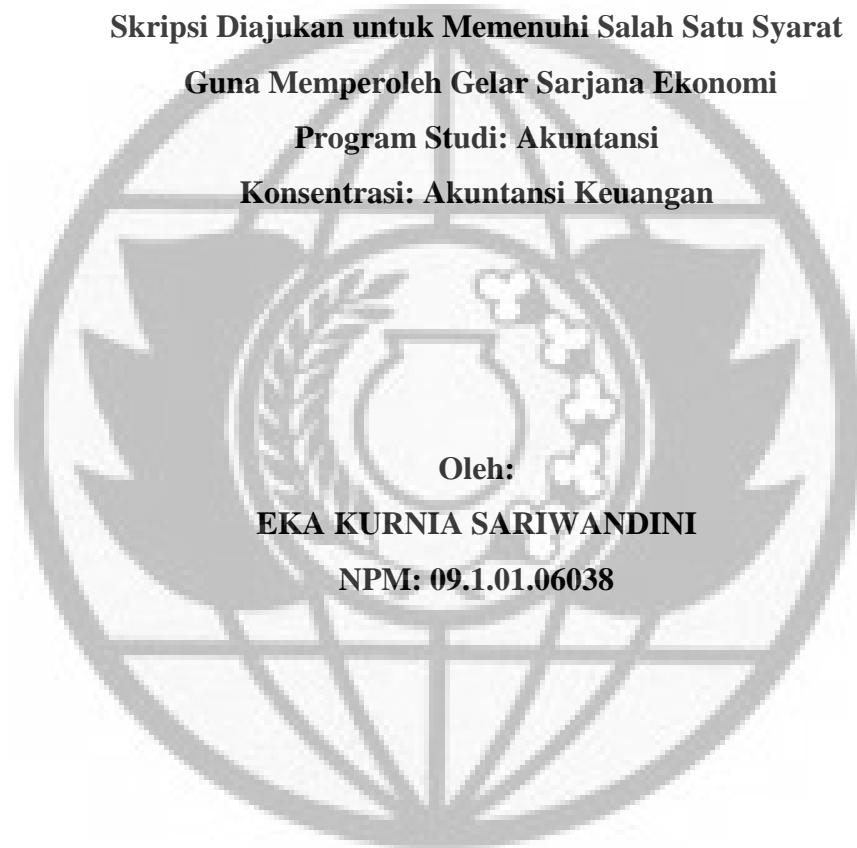 Skripsi Diajukan untuk Memenuhi Salah Satu Syarat
Guna Memperoleh Gelar Sarjana Ekonomi
Program Studi: Akuntansi
Konsentrasi: Akuntansi Keuangan
Oleh:
EKA KURNIA SARIWANDINI
NPM: 09.1.01.06038